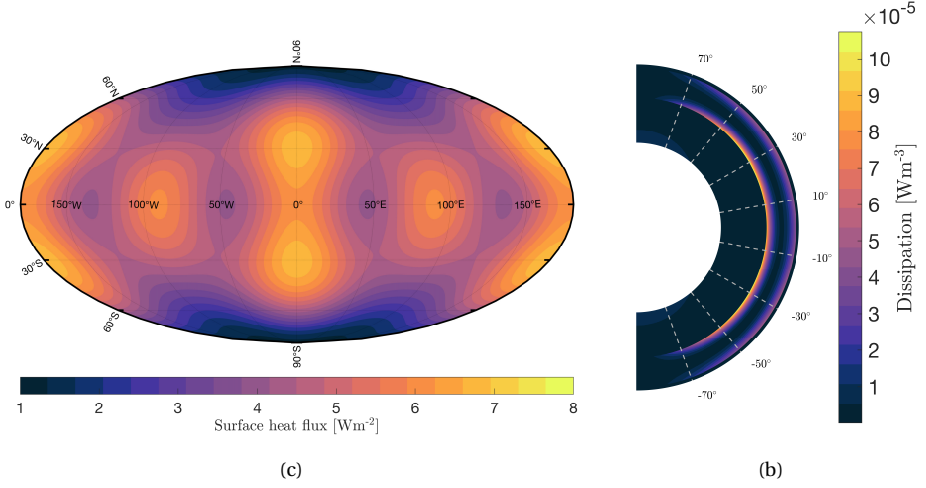 ×10⁻⁵
N°06
60°N
30°N
0°
150°W
100°W
50°W
0°
50°E
100°E
150°E
30°S
60°S
90°S
1 2 3 4 5 6 7 8
Surface heat flux [Wm⁻²]
(c)
70°
50°
30°
10°
-10°
-30°
-50°
-70°
10
9
8
7
6
5
4
3
2
1
Dissipation [Wm⁻³]
(b)